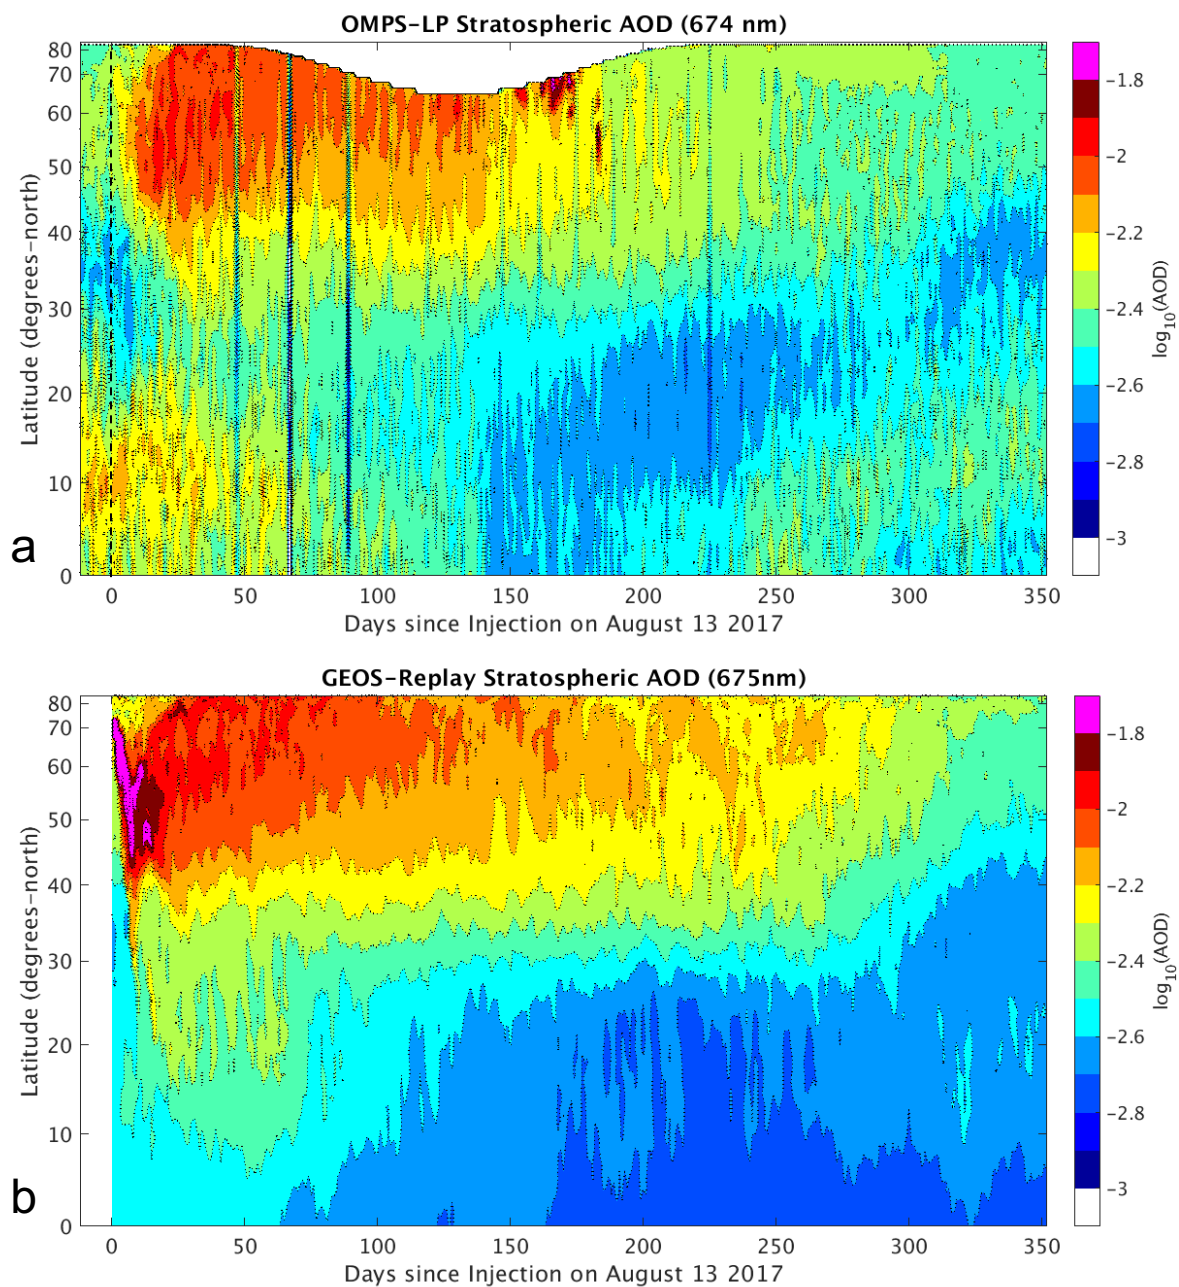 OMPS-LP Stratospheric AOD (674 nm)
80
70
60
50
40
30
20
10
0
Latitude (degrees-north)
a
0 50 100 150 200 250 300 350
Days since Injection on August 13 2017
-1.8
-2
-2.2
-2.4
-2.6
-2.8
-3
log10(AOD)
GEOS-Replay Stratospheric AOD (675nm)
80
70
60
50
40
30
20
10
0
Latitude (degrees-north)
b
0 50 100 150 200 250 300 350
Days since Injection on August 13 2017
-1.8
-2
-2.2
-2.4
-2.6
-2.8
-3
log10(AOD)